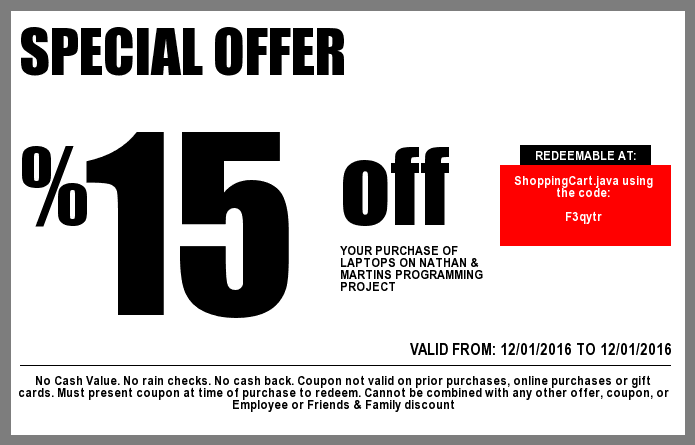 SPECIAL OFFER
%15 off
REDEEMABLE AT:
ShoppingCart.java using
the code:
F3qytr
YOUR PURCHASE OF
LAPTOPS ON NATHAN &
MARTINS PROGRAMMING
PROJECT
VALID FROM: 12/01/2016 TO 12/01/2016
No Cash Value. No rain checks. No cash back. Coupon not valid on prior purchases, online purchases or gift
cards. Must present coupon at time of purchase to redeem. Cannot be combined with any other offer, coupon, or
Employee or Friends & Family discount